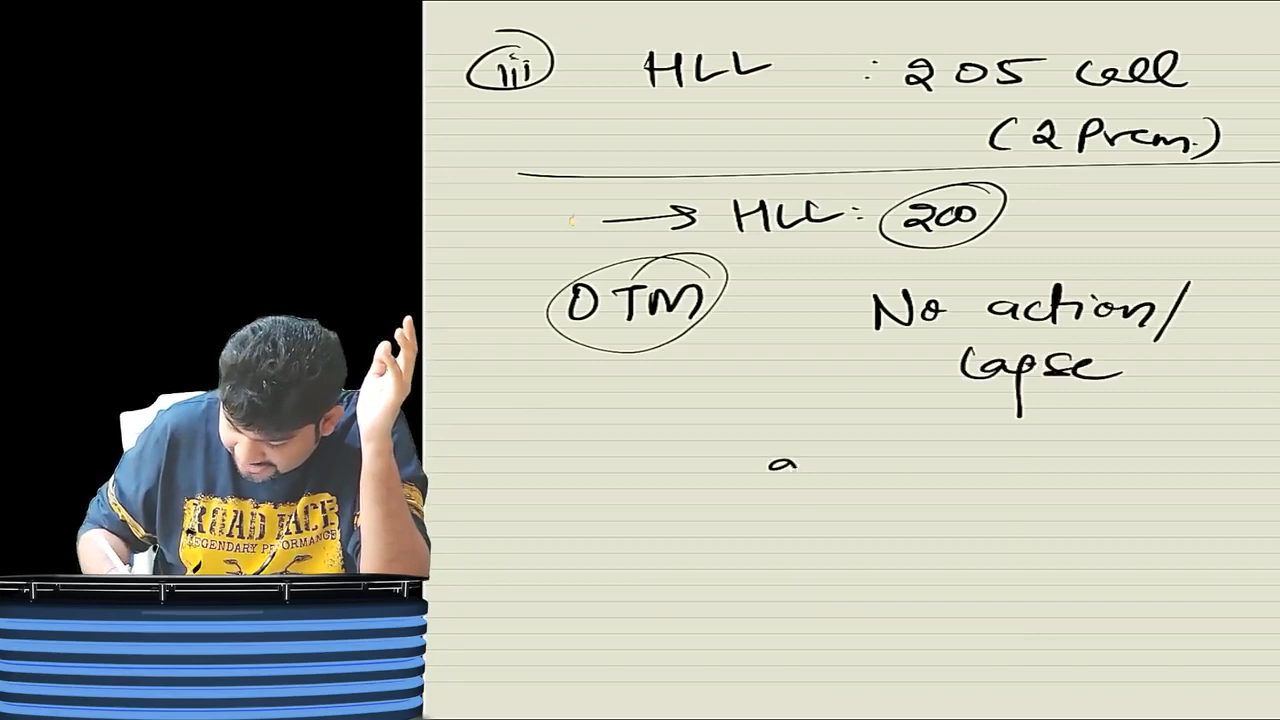 iii HLL : 205 call
(2 Prem.)
→ HLL: 200
OTM No action/
lapse
a
ROAD RACE
LEGENDARY PERFORMANCE